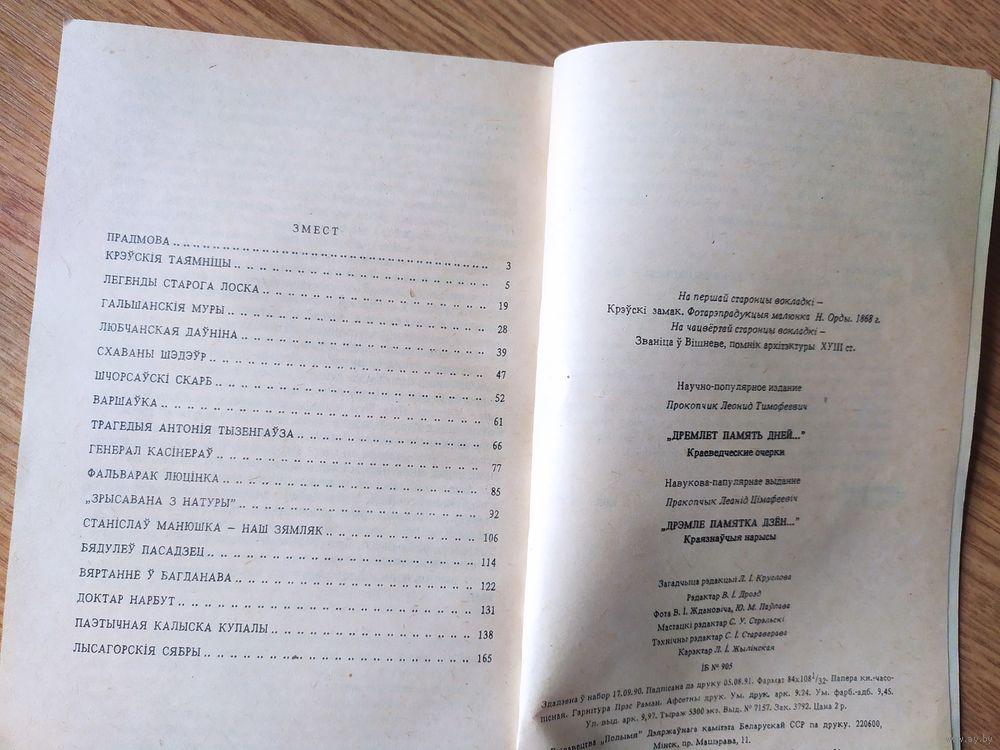 ЗМЕСТ
ПРАДМОВА .. .. .. .. .. .. .. .. .. .. .. .. .. .. .. .. 3
КРЭЎСКІЯ ТАЯМНІЦЫ .. .. .. .. .. .. .. .. .. .. .. .. .. 5
ЛЕГЕНДЫ СТАРОГА ЛОСКА .. .. .. .. .. .. .. .. .. .. .. 19
ГАЛЬШАНСКІЯ МУРЫ .. .. .. .. .. .. .. .. .. .. .. .. .. 28
ЛЮБЧАНСКАЯ ДАЎНІНА .. .. .. .. .. .. .. .. .. .. .. .. 39
СХАВАНЫ ШЭДЭЎР .. .. .. .. .. .. .. .. .. .. .. .. .. .. 47
ШЧОРСАЎСКІ СКАРБ .. .. .. .. .. .. .. .. .. .. .. .. .. 52
ВАРШАЎКА .. .. .. .. .. .. .. .. .. .. .. .. .. .. .. .. 61
ТРАГЕДЫЯ АНТОНІЯ ТЫЗЕНГАЎЗА .. .. .. .. .. .. .. .. .. 66
ГЕНЕРАЛ КАСІНЕРАЎ .. .. .. .. .. .. .. .. .. .. .. .. .. 77
ФАЛЬВАРАК ЛЮЦІНКА .. .. .. .. .. .. .. .. .. .. .. .. .. 85
„ЗРЫСАВАНА З НАТУРЫ” .. .. .. .. .. .. .. .. .. .. .. .. 92
СТАНІСЛАЎ МАНЮШКА – НАШ ЗЯМЛЯК .. .. .. .. .. .. .. .. 106
БЯДУЛЕЎ ПАСАДЗЕЦ .. .. .. .. .. .. .. .. .. .. .. .. .. 114
ВЯРТАННЕ Ў БАГДАНАВА .. .. .. .. .. .. .. .. .. .. .. .. 122
ДОКТАР НАРБУТ .. .. .. .. .. .. .. .. .. .. .. .. .. .. 131
ПАЭТЫЧНАЯ КАЛЫСКА КУПАЛЫ .. .. .. .. .. .. .. .. .. .. 138
ЛЫСАГОРСКІЯ СЯБРЫ .. .. .. .. .. .. .. .. .. .. .. .. .. 165
На першай старонцы вокладкі –
Крэўскі замак. Фотарэпрадукцыя малюнка Н. Орды. 1868 г.
На чацвёртай старонцы вокладкі –
Званіца ў Вішневе, помнік архітэктуры ХУІІІ ст.
Научно-популярное издание
Прокопчик Леонид Тимофеевич
„ДРЕМЛЕТ ПАМЯТЬ ДНЕЙ...”
Краеведческие очерки
Навукова-папулярнае выданне
Пракопчык Леанід Цімафеевіч
„ДРЭМЛЕ ПАМЯТКА ДЗЁН...”
Краязнаўчыя нарысы
Загадчыца рэдакцыі Л. І. Круглова
Рэдактар В. І. Дрозд
Фота В. І. Ждановіча, Ю. М. Паўлава
Мастацкі рэдактар С. У. Стральскі
Тэхнічны рэдактар С. І. Стараверава
Карэктар Л. І. Жылінская
ІБ № 905
Здадзена ў набор 17.09.90. Падпісана да друку 05.08.91. Фармат 84х108 1/32. Папера кн.-часо-
пісная. Гарнітура Прэс Раман. Афсетны друк. Ум. друк. арк. 9,24. Ум. фарб.-адб. 9,45.
Ул. выд. арк. 9,97. Тыраж 5300 экз. Выд. № 7157. Зак. 3792. Цана 2 р.
„Полымя” Дзяржаўнага камітэта Беларускай ССР па друку. 220600,
Мінск, пр. Машэрава, 11.
www.ay.by